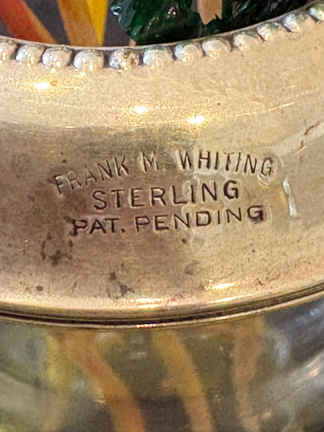 FRANK M. WHITING
STERLING
PAT. PENDING